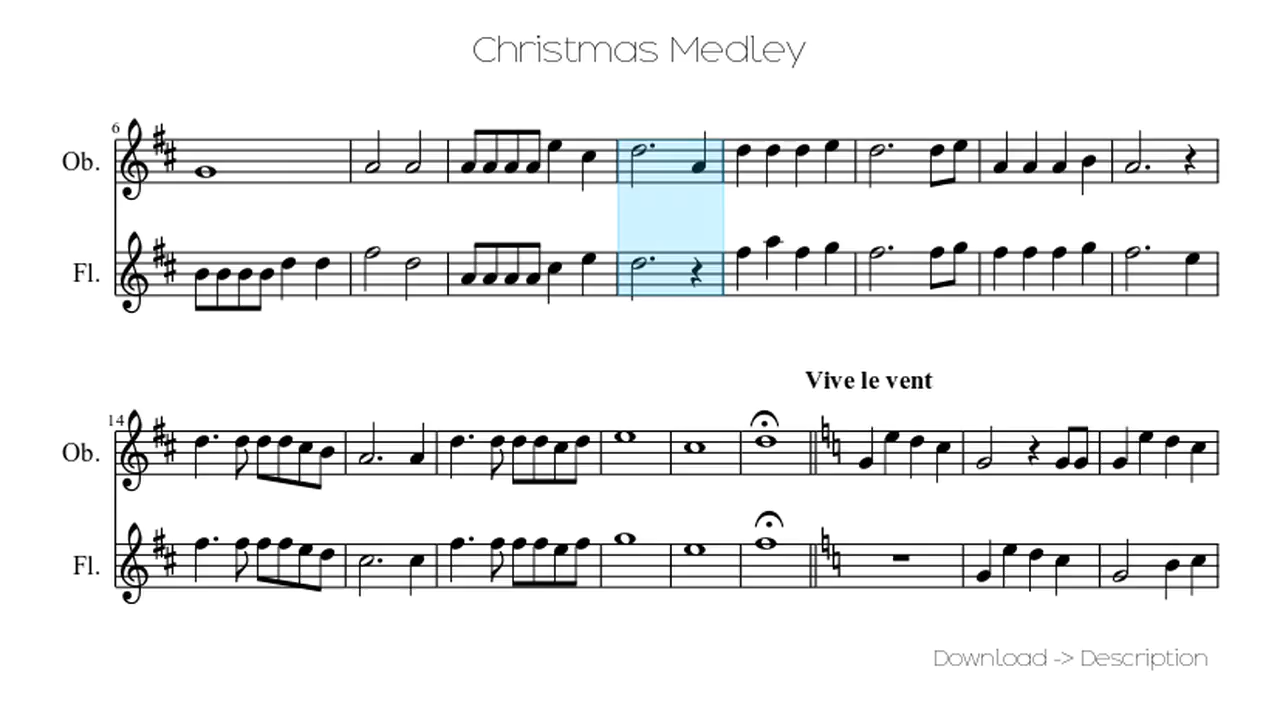 Christmas Medley
6
Ob.
Fl.
Vive le vent
14
Ob.
Fl.
Download -> Description